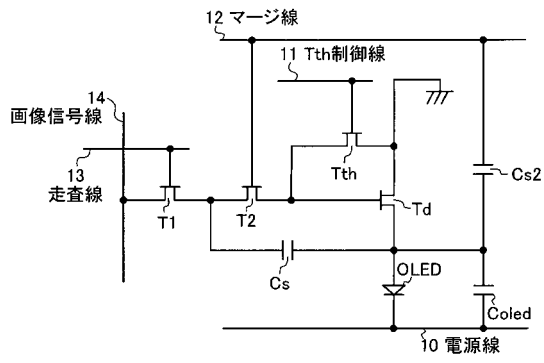 12 マージ線
11 Tth制御線
14
画像信号線
13
走査線
Tth
Cs2
T1
T2
Td
Cs
OLED
Coled
10 電源線